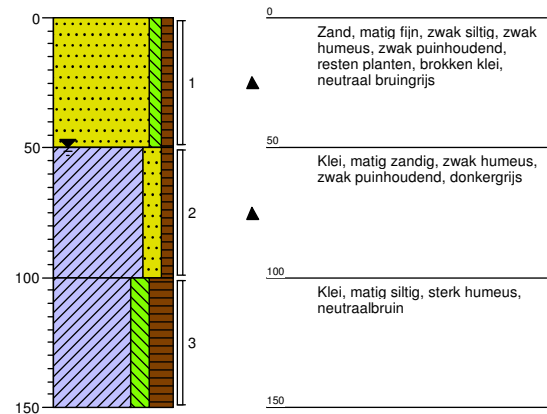 0
50
100
150
1
2
3
0
Zand, matig fijn, zwak siltig, zwak
humeus, zwak puinhoudend,
resten planten, brokken klei,
neutraal bruingrijs
50
Klei, matig zandig, zwak humeus,
zwak puinhoudend, donkergrijs
100
Klei, matig siltig, sterk humeus,
neutraalbruin
150